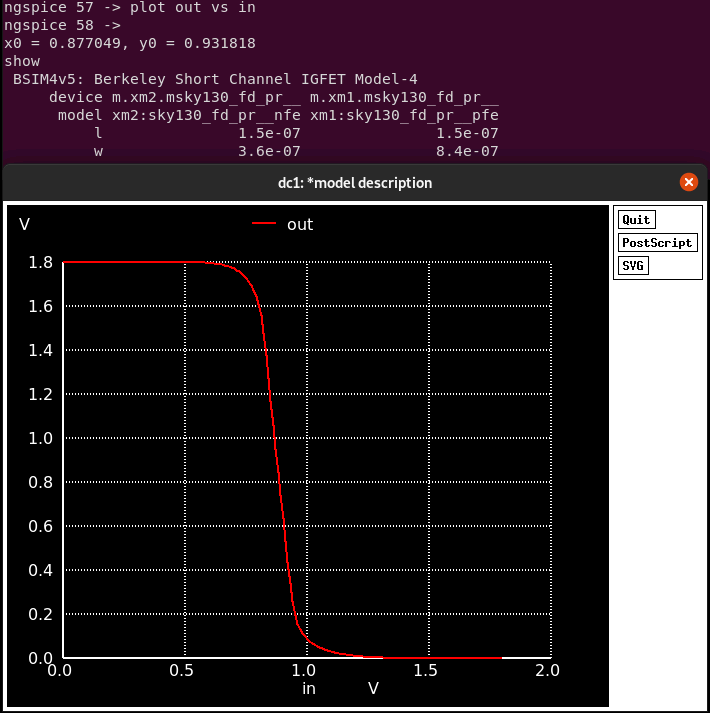 ngspice 57 -> plot out vs in
ngspice 58 ->
x0 = 0.877049, y0 = 0.931818
show
BSIM4v5: Berkeley Short Channel IGFET Model-4
device m.xm2.msky130_fd_pr__ m.xm1.msky130_fd_pr__
model xm2:sky130_fd_pr__nfe xm1:sky130_fd_pr__pfe
l 1.5e-07 1.5e-07
w 3.6e-07 8.4e-07
dc1: *model description
V out
Quit
PostScript
SVG
1.8
1.6
1.4
1.2
1.0
0.8
0.6
0.4
0.2
0.0
0.0 0.5 1.0 1.5 2.0
in V